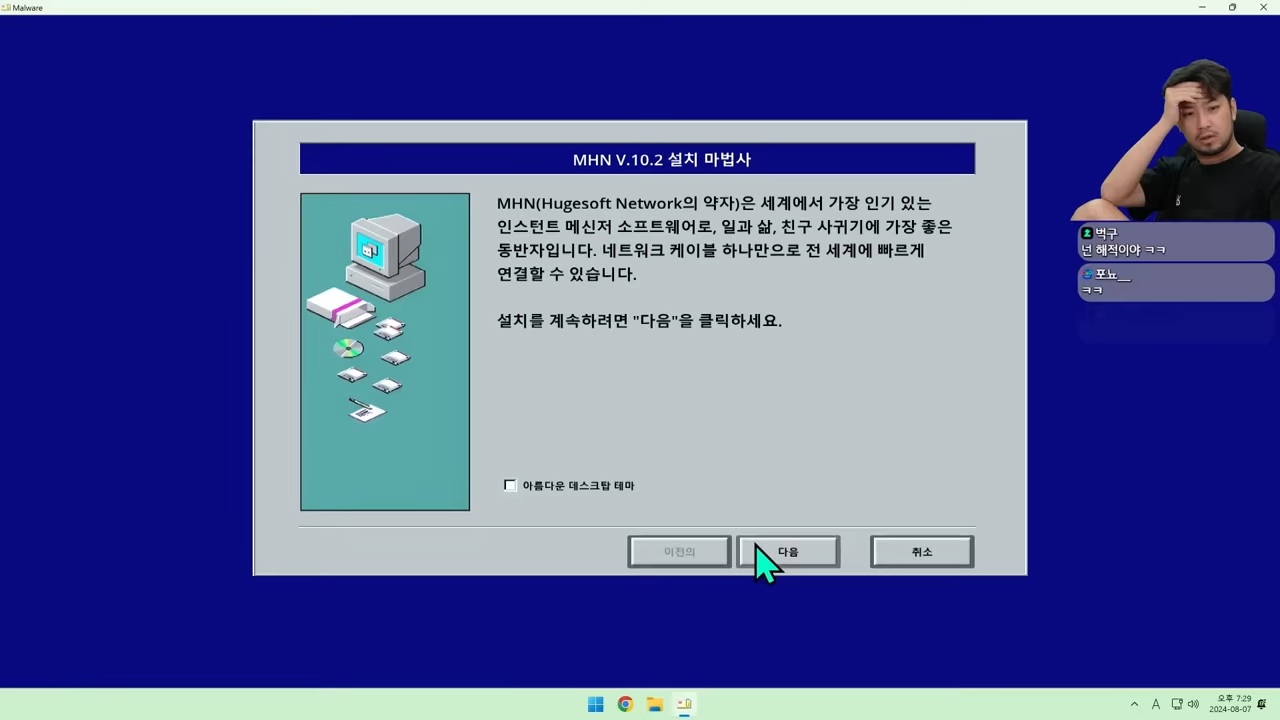 Malware
MHN V.10.2 설치 마법사
MHN(Hugesoft Network의 약자)은 세계에서 가장 인기 있는
인스턴트 메신저 소프트웨어로, 일과 삶, 친구 사귀기에 가장 좋은
동반자입니다. 네트워크 케이블 하나만으로 전 세계에 빠르게
연결할 수 있습니다.
설치를 계속하려면 "다음"을 클릭하세요.
아름다운 데스크탑 테마
이전의
다음
취소
벅구
넌 해적이야 ㅋㅋ
포뇨__
ㅋㅋ
A
오후 7:29
2024-08-07